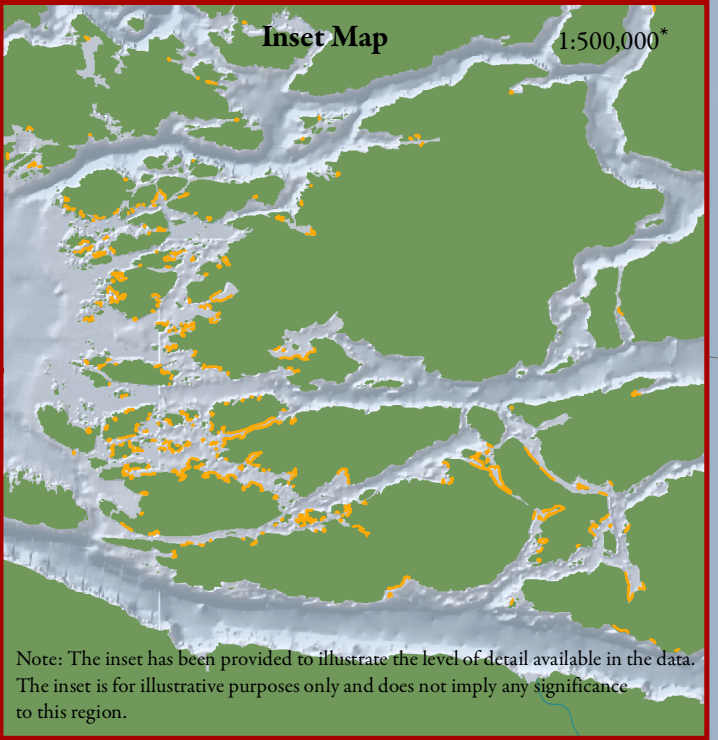 Inset Map
1:500,000*
Note: The inset has been provided to illustrate the level of detail available in the data.
The inset is for illustrative purposes only and does not imply any significance
to this region.